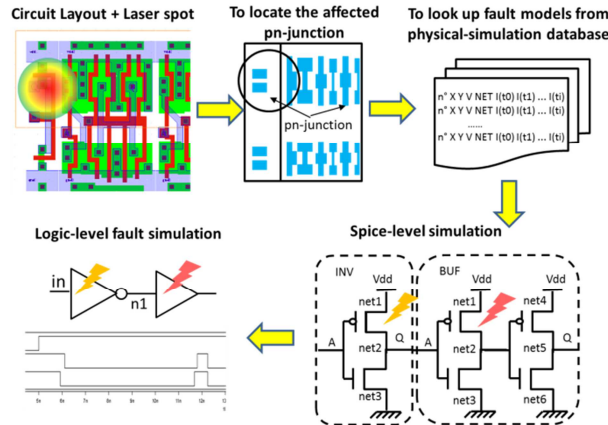 Circuit Layout + Laser spot
To locate the affected
pn-junction
To look up fault models from
physical-simulation database
pn-junction
n° X Y V NET I(t0) I(t1) ... I(ti)
n° X Y V NET I(t0) I(t1) ... I(ti)
......
n° X Y V NET I(t0) I(t1) ... I(ti)
Logic-level fault simulation
in
n1
Spice-level simulation
INV
BUF
Vdd
Vdd
Vdd
net1
net1
net4
A
net2
Q
A
net2
net5
Q
net3
net3
net6